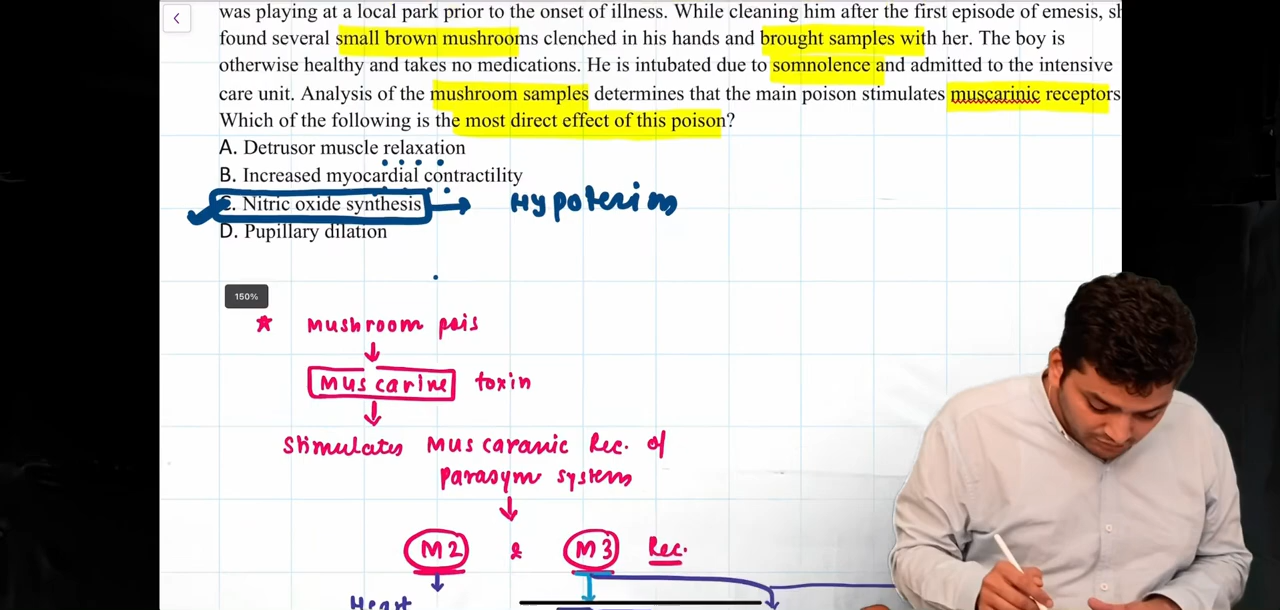 was playing at a local park prior to the onset of illness. While cleaning him after the first episode of emesis, sh
found several small brown mushrooms clenched in his hands and brought samples with her. The boy is
otherwise healthy and takes no medications. He is intubated due to somnolence and admitted to the intensive
care unit. Analysis of the mushroom samples determines that the main poison stimulates muscarinic receptors
Which of the following is the most direct effect of this poison?
A. Detrusor muscle relaxation
B. Increased myocardial contractility
C. Nitric oxide synthesis → Hypotension
D. Pupillary dilation
150%
* Mushroom pois
↓
Muscarine toxin
↓
Stimulates Muscaranic Rec. of
parasym system
↓
M2 & M3 Rec.
Heart